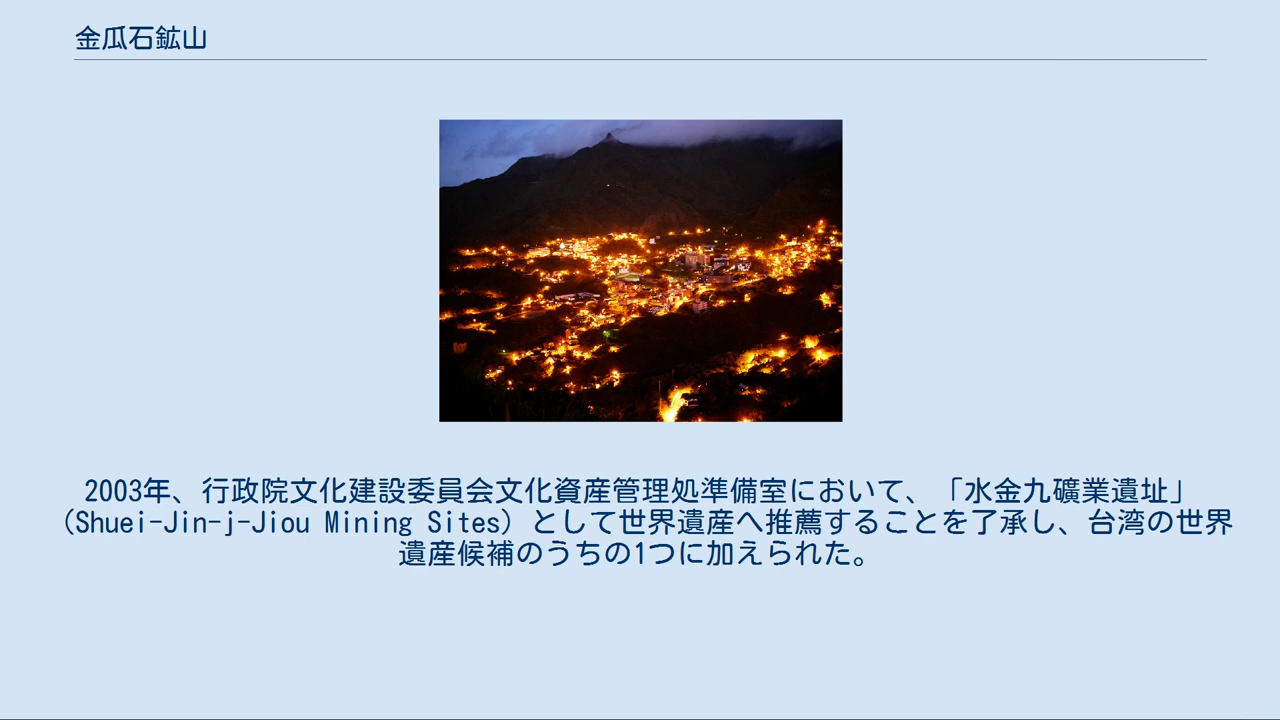 金瓜石鉱山
2003年、行政院文化建設委員会文化資産管理処準備室において、「水金九礦業遺址」
(Shuei-Jin-j-Jiou Mining Sites) として世界遺産へ推薦することを了承し、台湾の世界
遺産候補のうちの1つに加えられた。